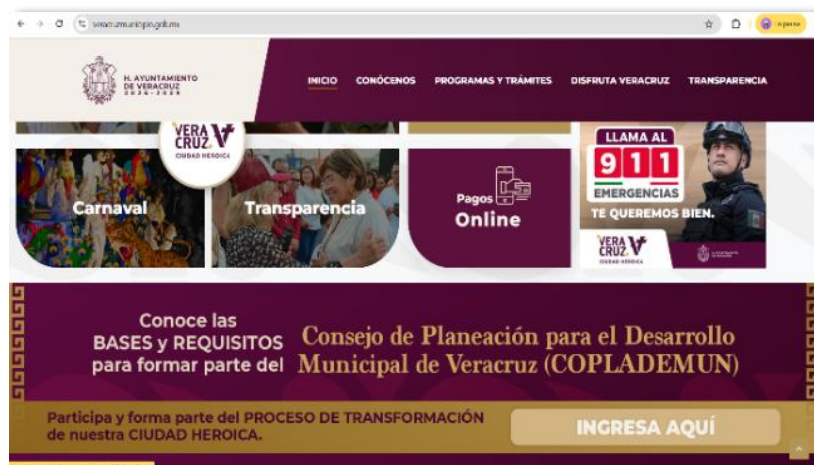 veracruzmunicipio.gob.mx
H. AYUNTAMIENTO
DE VERACRUZ
INICIO CONÓCENOS PROGRAMAS Y TRÁMITES DISFRUTA VERACRUZ TRANSPARENCIA
VERA
CRUZ
CIUDAD HEROICA
Carnaval
Transparencia
Pagos
Online
LLAMA AL
911
EMERGENCIAS
TE QUEREMOS BIEN.
VERA
CRUZ
CIUDAD HEROICA
Conoce las
BASES y REQUISITOS
para formar parte del
Consejo de Planeación para el Desarrollo
Municipal de Veracruz (COPLADEMUN)
Participa y forma parte del PROCESO DE TRANSFORMACIÓN
de nuestra CIUDAD HEROICA.
INGRESA AQUÍ